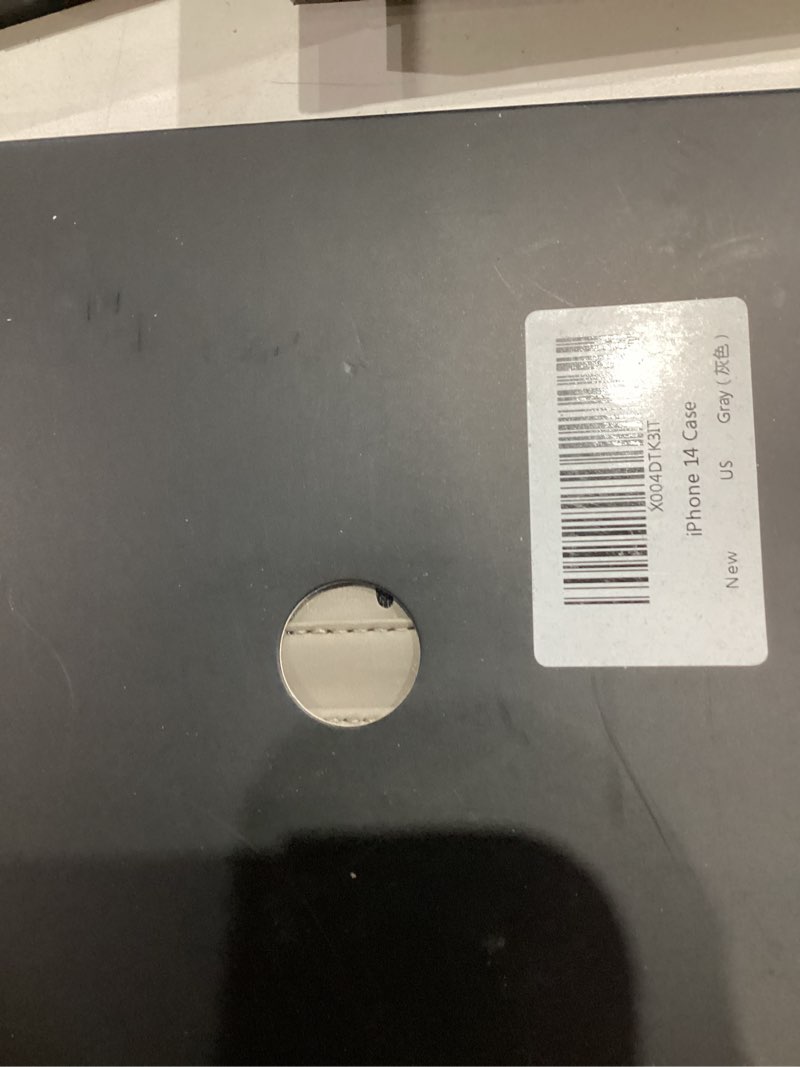 X004DTK3IT
iPhone 14 Case
New US Gray (灰色)